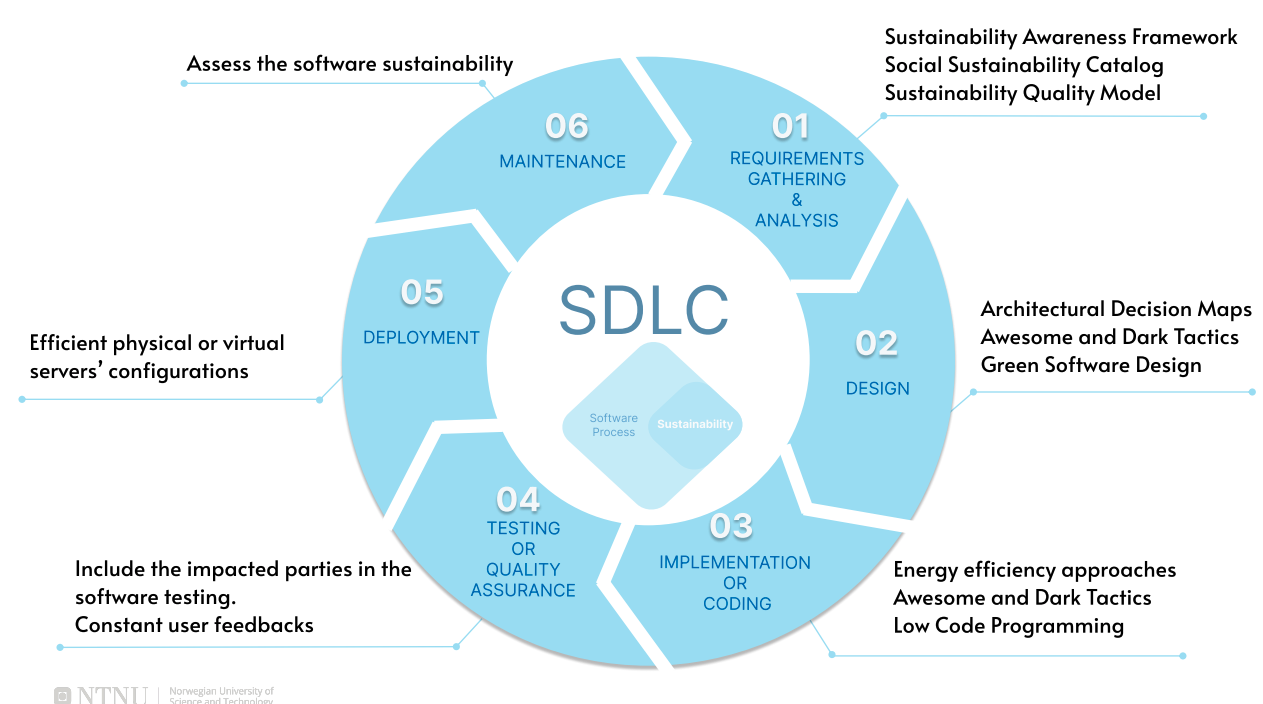 Assess the software sustainability
Sustainability Awareness Framework
Social Sustainability Catalog
Sustainability Quality Model
06
MAINTENANCE
01
REQUIREMENTS
GATHERING
&
ANALYSIS
05
DEPLOYMENT
SDLC
Software
Process
Sustainability
02
DESIGN
Architectural Decision Maps
Awesome and Dark Tactics
Green Software Design
Efficient physical or virtual
servers’ configurations
04
TESTING
OR
QUALITY
ASSURANCE
03
IMPLEMENTATION
OR
CODING
Include the impacted parties in the
software testing.
Constant user feedbacks
Energy efficiency approaches
Awesome and Dark Tactics
Low Code Programming
NTNU
Norwegian University of
Science and Technology